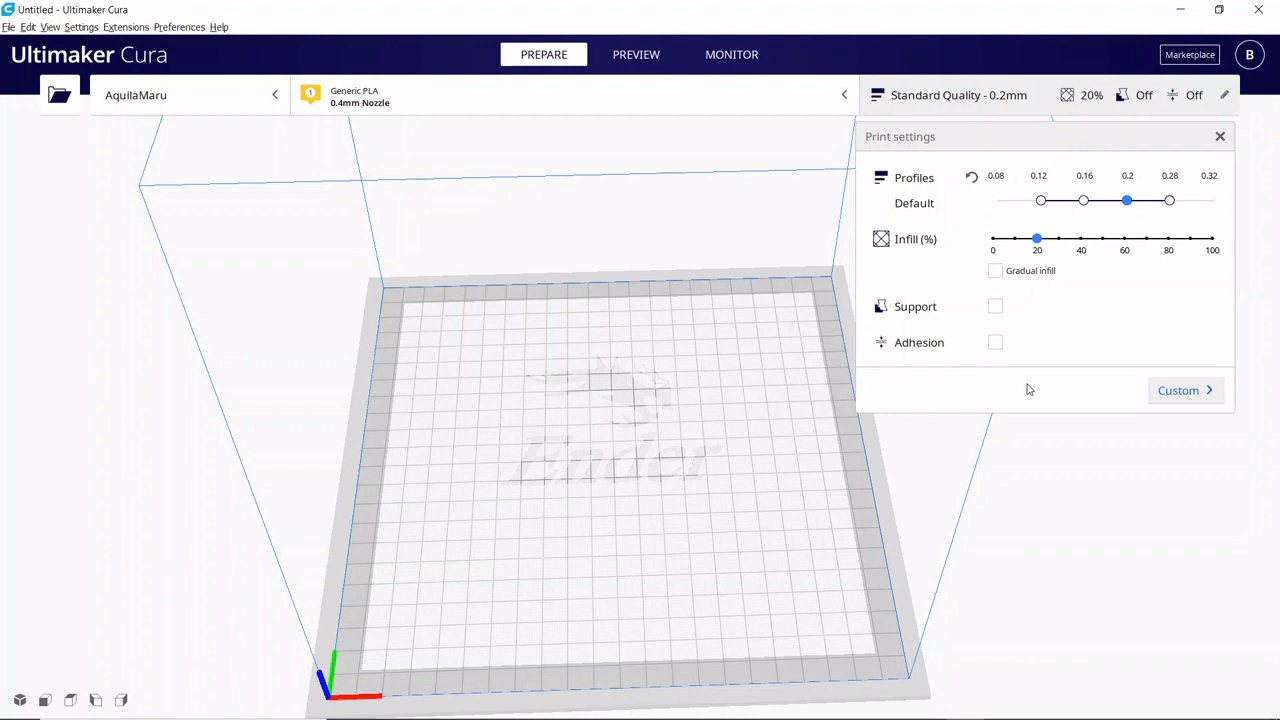 Untitled - Ultimaker Cura
File Edit View Settings Extensions Preferences Help
Ultimaker Cura
PREPARE
PREVIEW
MONITOR
Marketplace
B
AquilaMaru
1
Generic PLA
0.4mm Nozzle
Standard Quality - 0.2mm
20%
Off
Off
Print settings
Profiles
0.08 0.12 0.16 0.2 0.28 0.32
Default
Infill (%)
0 20 40 60 80 100
Gradual infill
Support
Adhesion
Custom
Ender